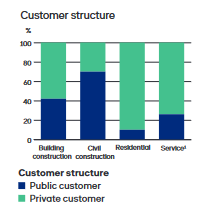 Customer structure
%
100
80
60
40
20
0
Building construction
Civil construction
Residential
Service¹
Customer structure
Public customer
Private customer